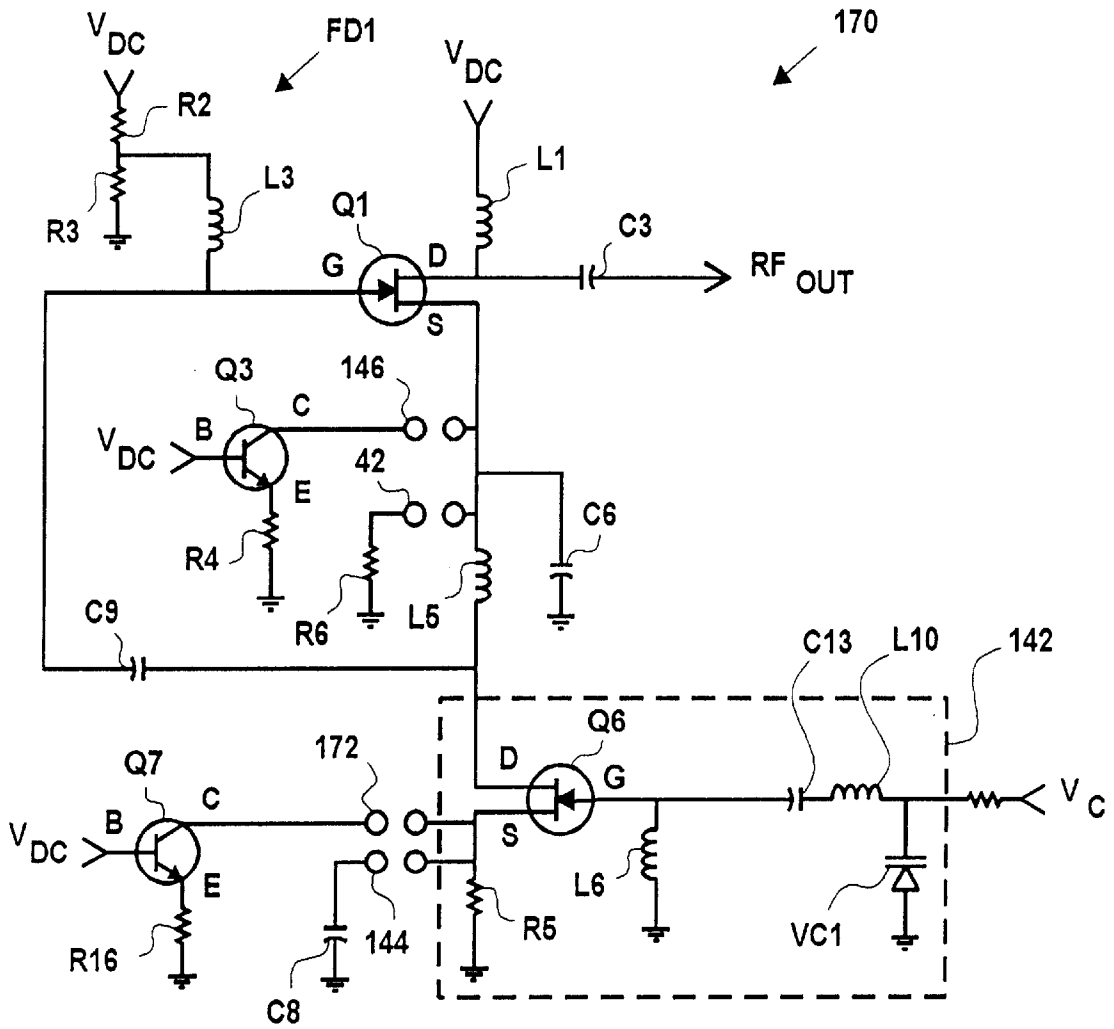 V DC
FD1
170
V DC
R2
L3
L1
R3
Q1
D
C3
G
RF OUT
S
Q3
146
C
B
V DC
42
E
C6
R4
R6
L5
C9
C13
L10
142
Q6
172
D
G
Q7
C
V C
B
S
V DC
L6
E
R5
VC1
R16
144
C8